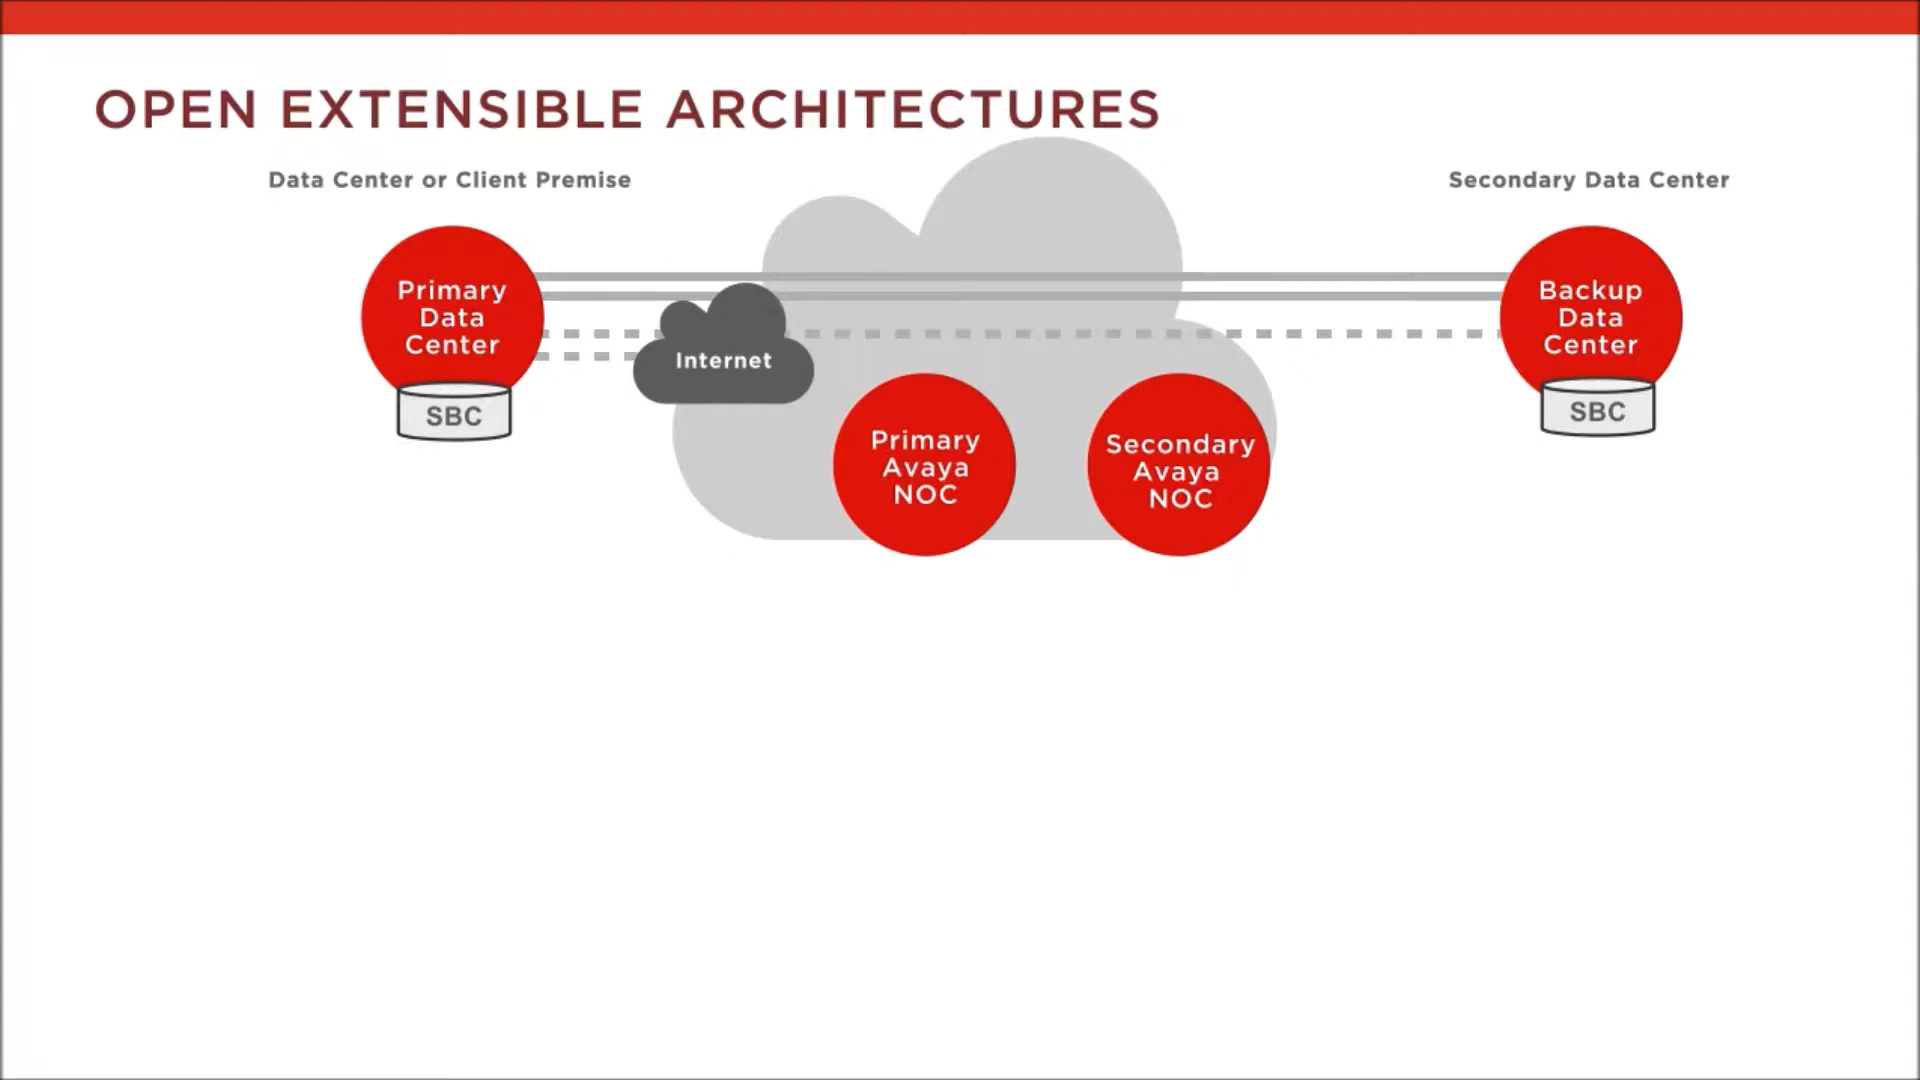 OPEN EXTENSIBLE ARCHITECTURES
Data Center or Client Premise
Secondary Data Center
Primary
Data
Center
SBC
Internet
Primary
Avaya
NOC
Secondary
Avaya
NOC
Backup
Data
Center
SBC